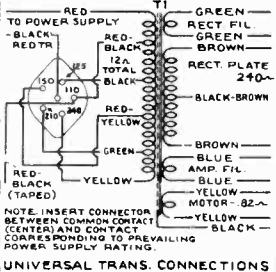 RED
T1
GREEN
TO POWER SUPPLY
RECT. FIL.
BLACK-
RED TR.
RED-
BLACK
GREEN
BROWN
125
12Ω
TOTAL
RECT. PLATE
240~
150
110
BLACK
BLACK-BROWN
RED-
YELLOW
210
240
GREEN
BROWN
BLUE
RED-
BLACK
(TAPED)
AMP. FIL.
YELLOW
BLUE
YELLOW
NOTE. INSERT CONNECTOR
MOTOR-.82~
BETWEEN COMMON CONTACT
(CENTER) AND CONTACT
YELLOW
CORRESPONDING TO PREVAILING
BLACK
POWER SUPPLY RATING.
UNIVERSAL TRANS. CONNECTIONS